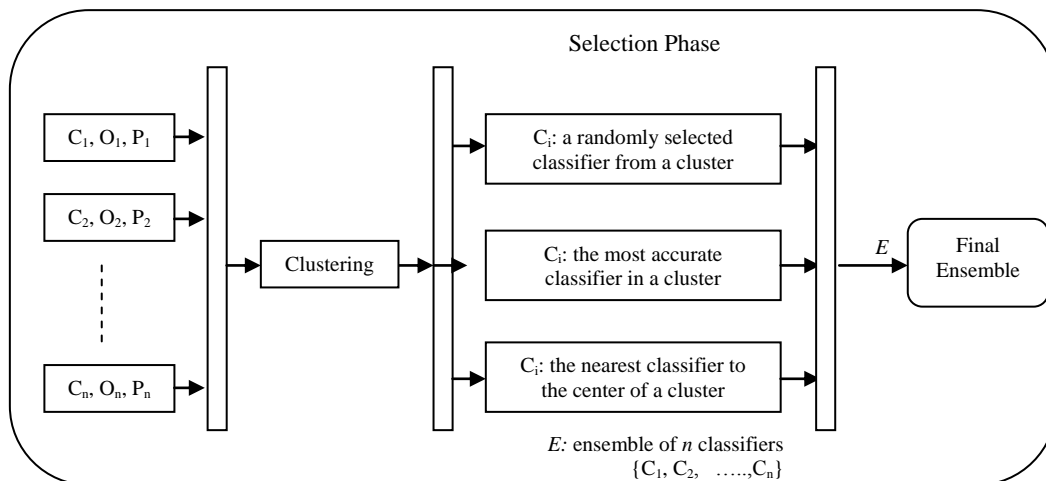 Selection Phase
C₁, O₁, P₁
C₂, O₂, P₂
Cₙ, Oₙ, Pₙ
Clustering
Cᵢ: a randomly selected
classifier from a cluster
Cᵢ: the most accurate
classifier in a cluster
Cᵢ: the nearest classifier to
the center of a cluster
E
Final
Ensemble
E: ensemble of n classifiers
{C₁, C₂, …..,Cₙ}